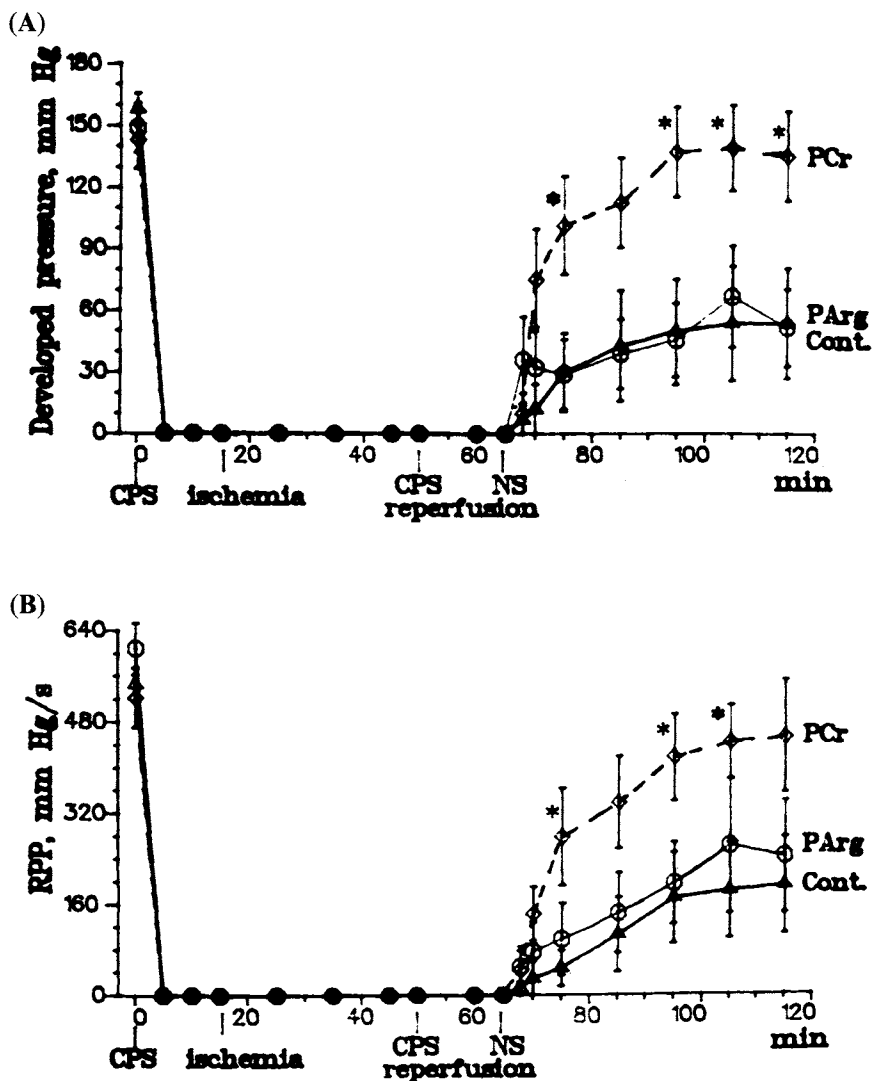 (A)
Developed pressure, mm Hg
180
150
120
90
60
30
0
* * * *
PCr
PArg
Cont.
0 20 40 60 80 100 120
min
CPS ischemia CPS NS
reperfusion
(B)
RPP, mm Hg/s
640
480
320
160
0
* * *
PCr
PArg
Cont.
0 20 40 60 80 100 120
min
CPS ischemia CPS NS
reperfusion